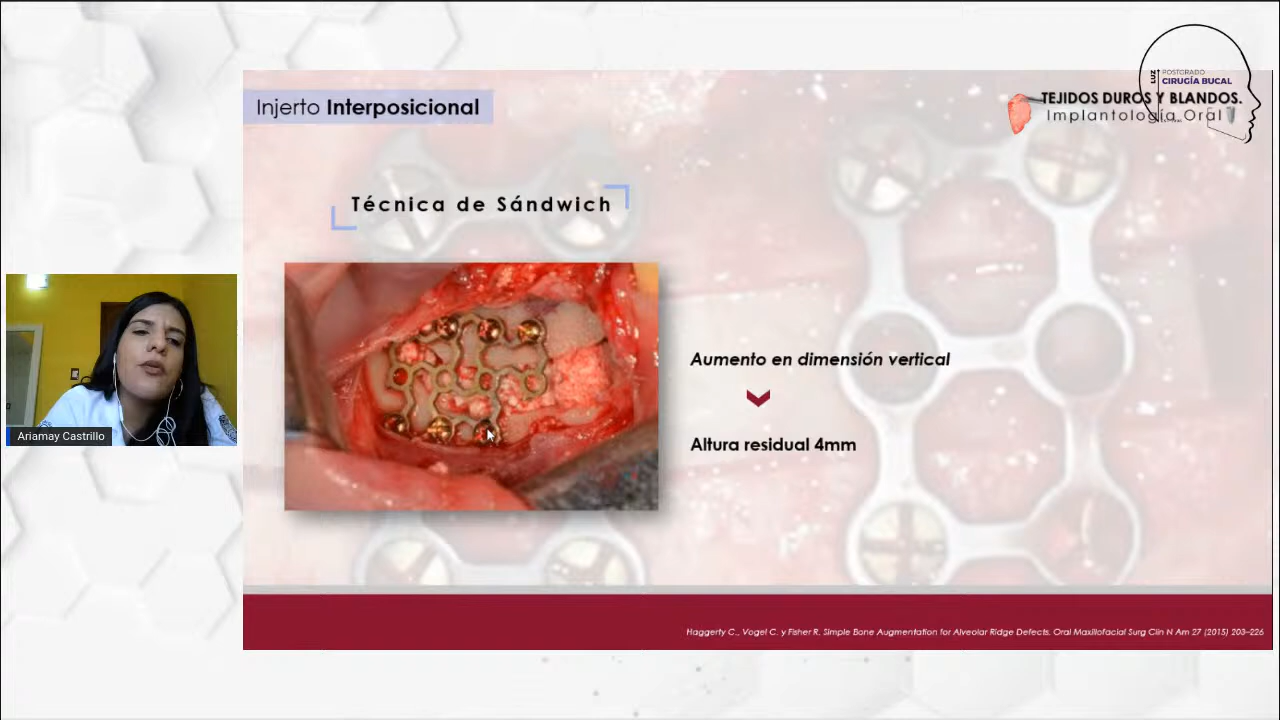 Injerto Interposicional
LUZ
POSTGRADO
CIRUGÍA BUCAL
TEJIDOS DUROS Y BLANDOS.
Implantología Oral
Técnica de Sándwich
Aumento en dimensión vertical
Altura residual 4mm
Ariamay Castrillo
Haggerty C., Vogel C. y Fisher R. Simple Bone Augmentation for Alveolar Ridge Defects. Oral Maxillofacial Surg Clin N Am 27 (2015) 203–226